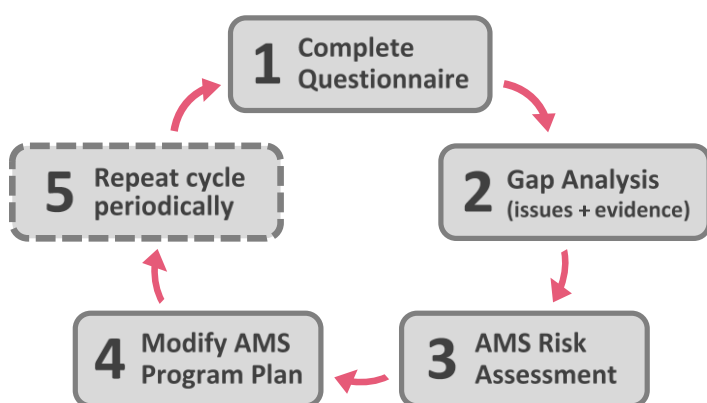 1 Complete
Questionnaire
2 Gap Analysis
(issues + evidence)
3 AMS Risk
Assessment
4 Modify AMS
Program Plan
5 Repeat cycle
periodically